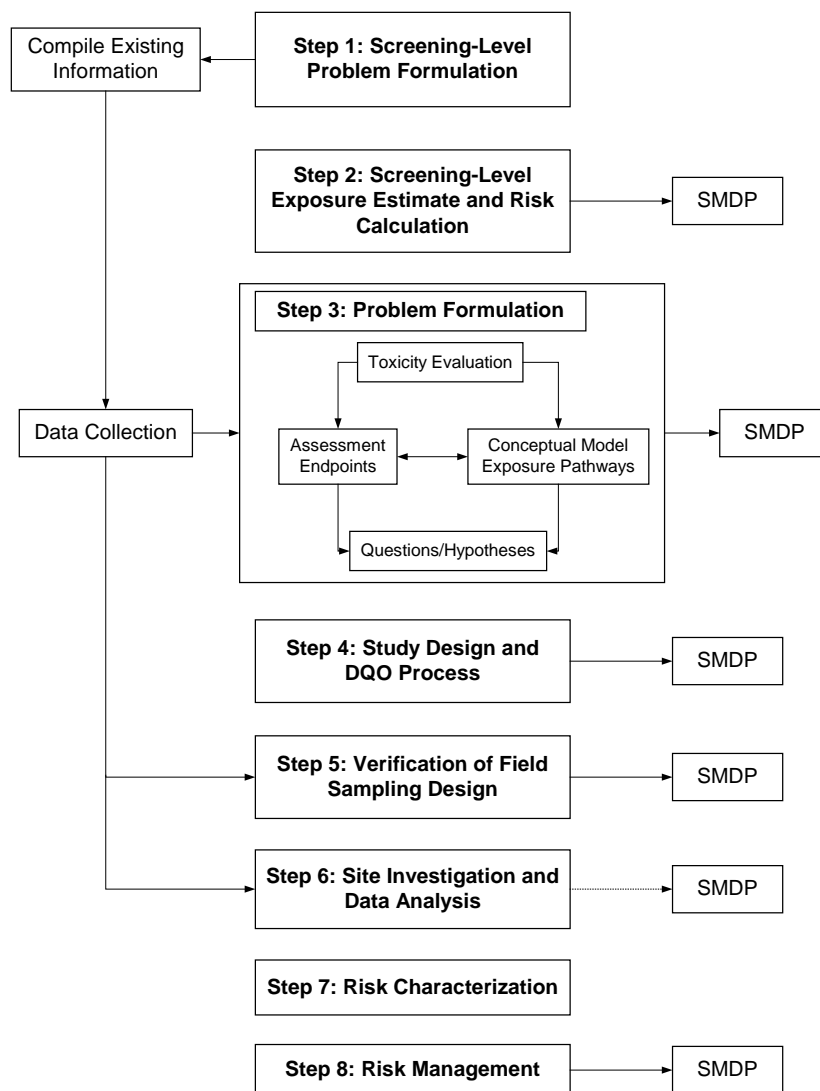 Compile Existing
Information
Step 1: Screening-Level
Problem Formulation
Step 2: Screening-Level
Exposure Estimate and Risk
Calculation
SMDP
Step 3: Problem Formulation
Toxicity Evaluation
Data Collection
Assessment
Endpoints
Conceptual Model
Exposure Pathways
SMDP
Questions/Hypotheses
Step 4: Study Design and
DQO Process
SMDP
Step 5: Verification of Field
Sampling Design
SMDP
Step 6: Site Investigation and
Data Analysis
SMDP
Step 7: Risk Characterization
Step 8: Risk Management
SMDP